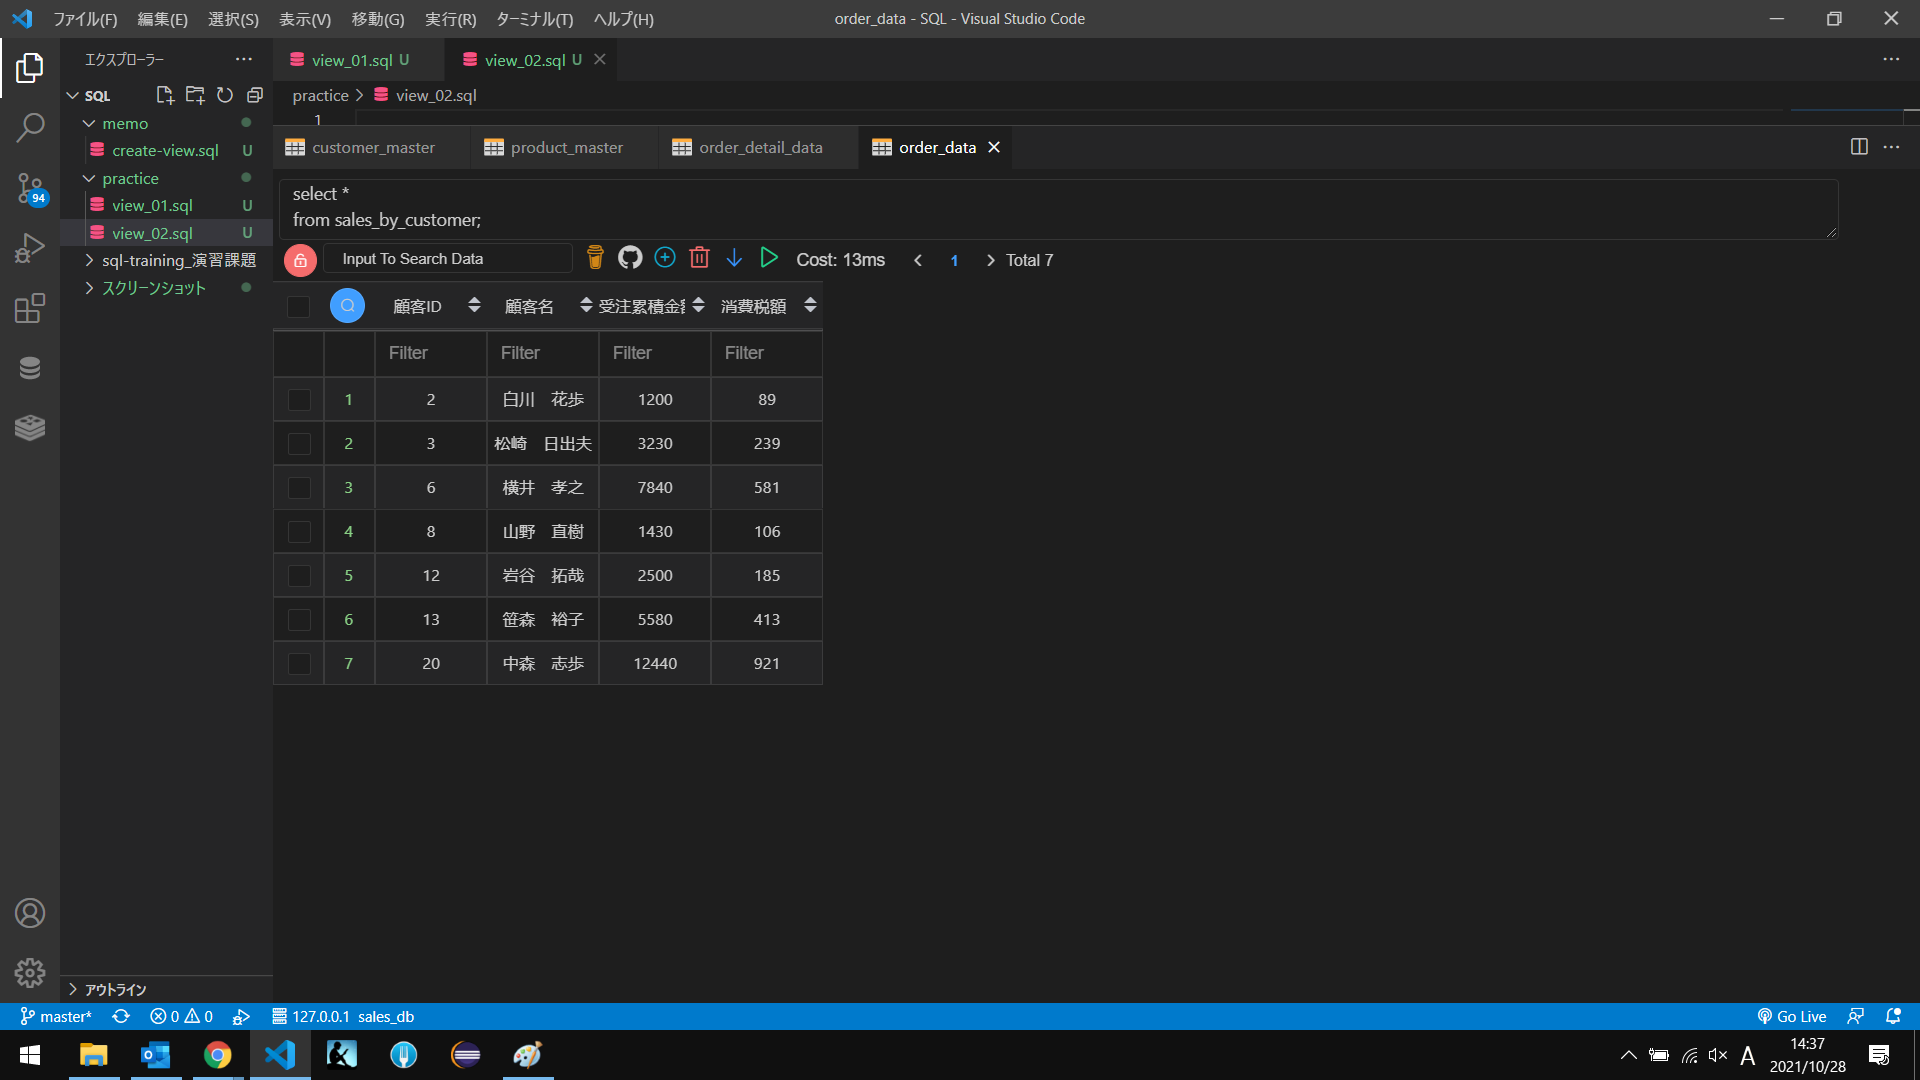 ファイル(F) 編集(E) 選択(S) 表示(V) 移動(G) 実行(R) ターミナル(T) ヘルプ(H)
order_data - SQL - Visual Studio Code
エクスプローラー
SQL
memo
create-view.sql U
practice
view_01.sql U
view_02.sql U
sql-training_演習課題
スクリーンショット
94
アウトライン
view_01.sql U
view_02.sql U
practice > view_02.sql
1
customer_master
product_master
order_detail_data
order_data
select *
from sales_by_customer;
Input To Search Data
Cost: 13ms
1
Total 7
顧客ID 顧客名 受注累積金 消費税額
Filter Filter Filter Filter
1 2 白川　花歩 1200 89
2 3 松崎　日出夫 3230 239
3 6 横井　孝之 7840 581
4 8 山野　直樹 1430 106
5 12 岩谷　拓哉 2500 185
6 13 笹森　裕子 5580 413
7 20 中森　志歩 12440 921
master* 0 0 127.0.0.1 sales_db
Go Live
A
14:37
2021/10/28